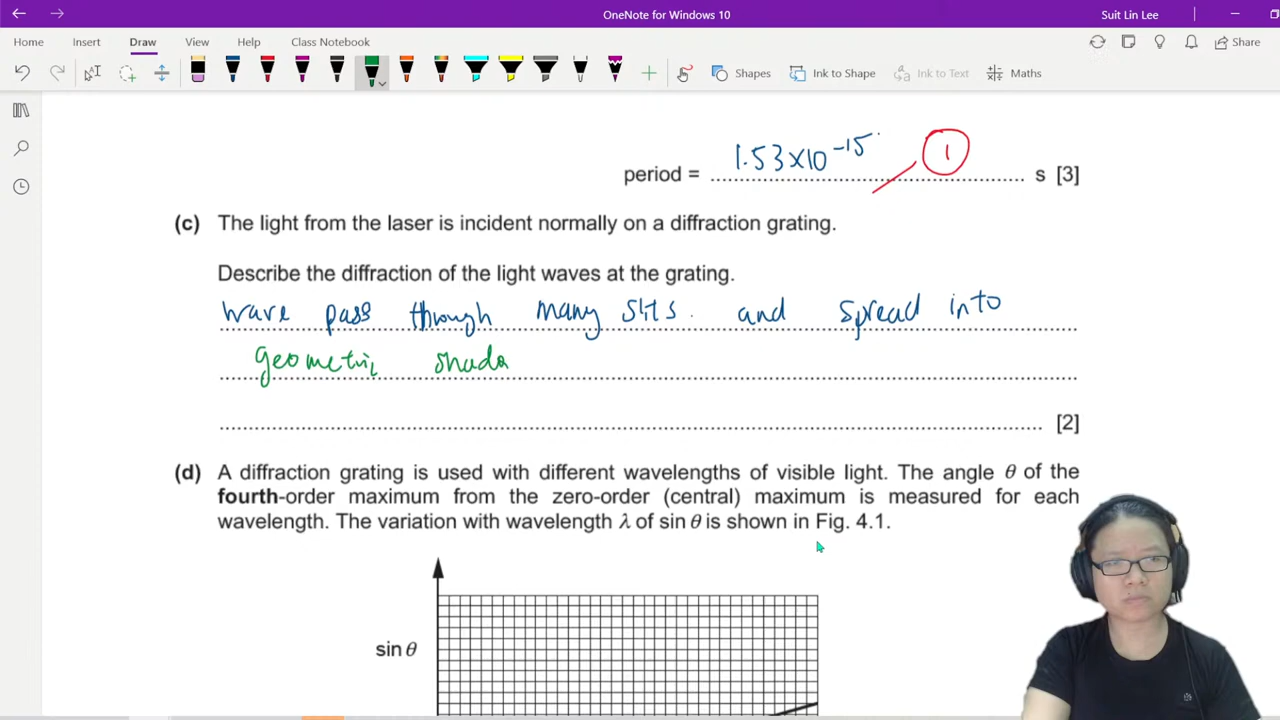 OneNote for Windows 10
Suit Lin Lee
Home Insert Draw View Help Class Notebook
Share
Shapes Ink to Shape Ink to Text Maths
period = 1.53×10⁻¹⁵ s [3]
1
(c) The light from the laser is incident normally on a diffraction grating.
Describe the diffraction of the light waves at the grating.
wave pass through many slits. and spread into
geometric shado
[2]
(d) A diffraction grating is used with different wavelengths of visible light. The angle θ of the
fourth-order maximum from the zero-order (central) maximum is measured for each
wavelength. The variation with wavelength λ of sin θ is shown in Fig. 4.1.
sin θ